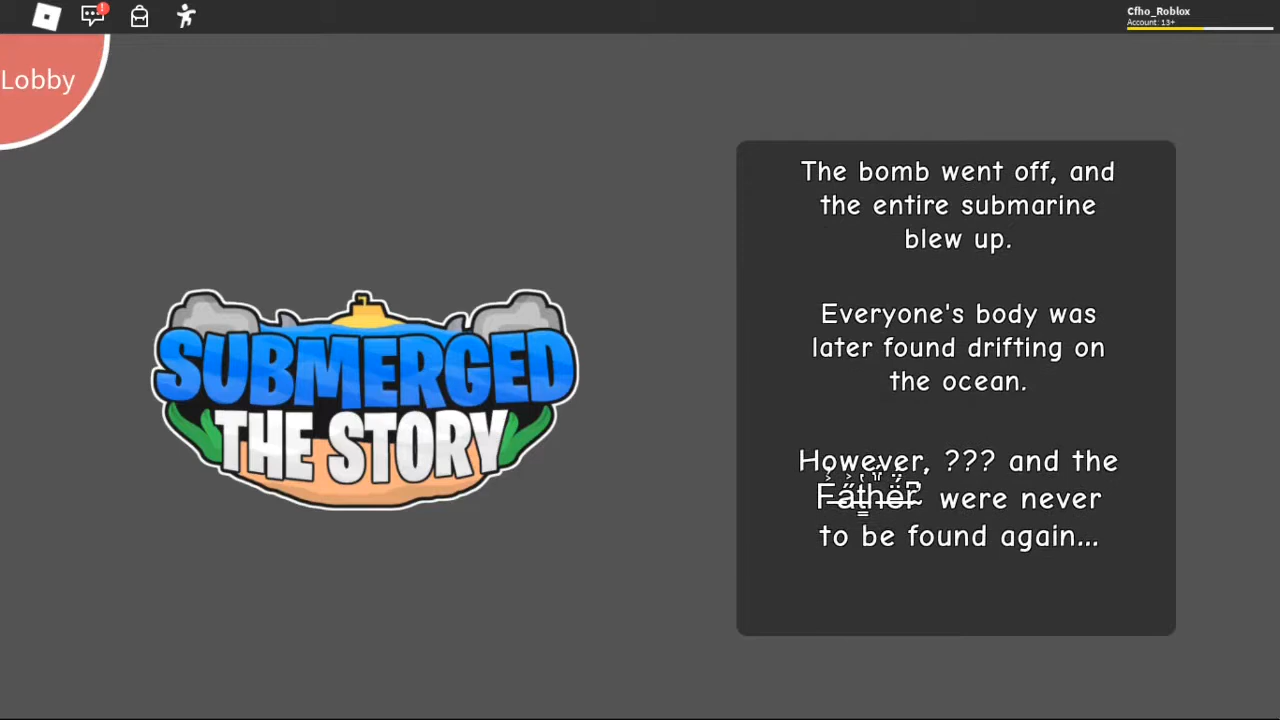 Cfho_Roblox
Account: 13+
Lobby
The bomb went off, and
the entire submarine
blew up.
Everyone's body was
later found drifting on
the ocean.
However, ??? and the
Father were never
to be found again...
SUBMERGED
THE STORY